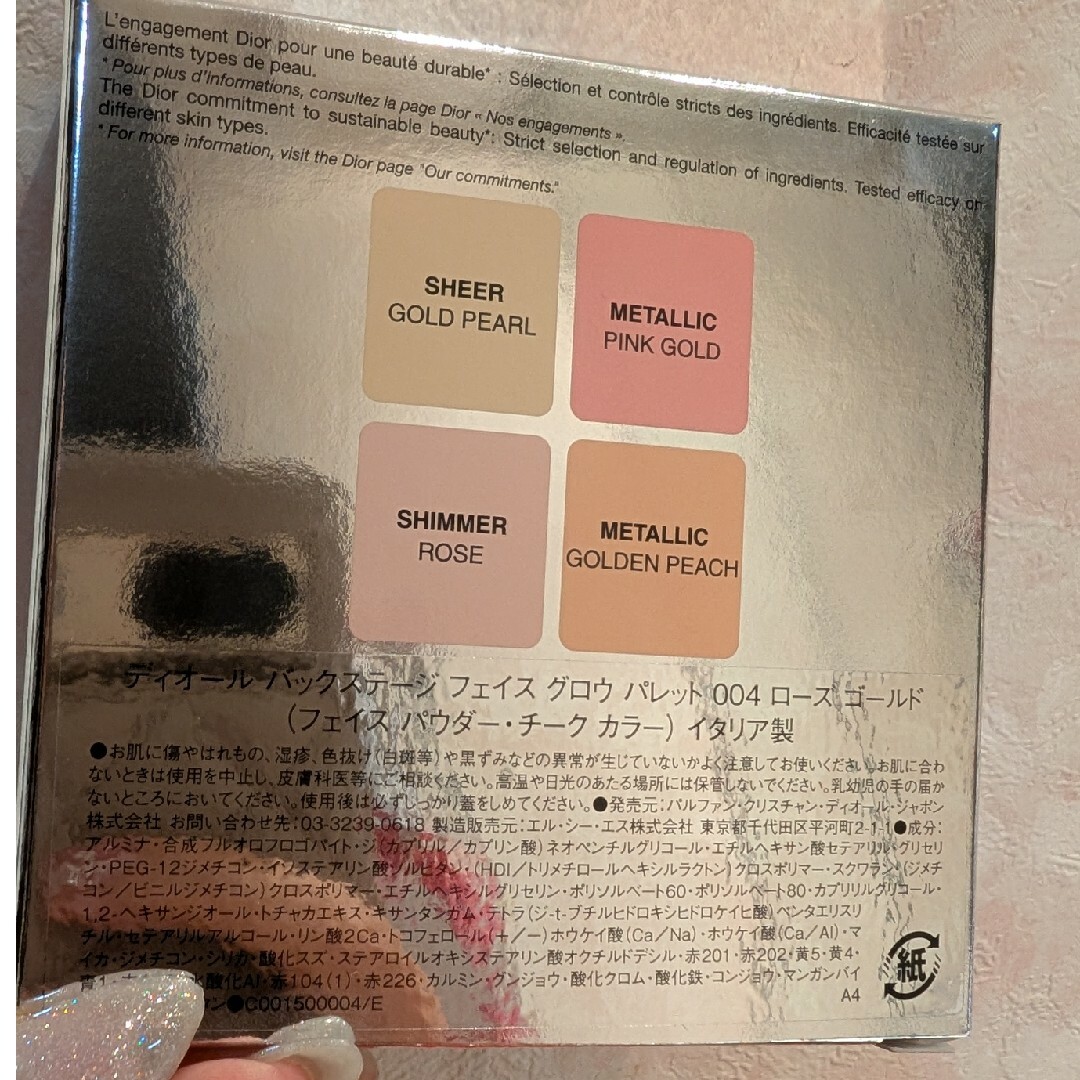 L'engagement Dior pour une beauté durable* : Sélection et contrôle stricts des ingrédients. Efficacité testée sur
différents types de peau.
* Pour plus d'informations, consultez la page Dior « Nos engagements ».
The Dior commitment to sustainable beauty*: Strict selection and regulation of ingredients. Tested efficacy on
different skin types.
* For more information, visit the Dior page "Our commitments."
SHEER
GOLD PEARL
METALLIC
PINK GOLD
SHIMMER
ROSE
METALLIC
GOLDEN PEACH
ディオール バックステージ フェイス グロウ パレット 004 ローズ ゴールド
(フェイス パウダー・チーク カラー) イタリア製
●お肌に傷やはれもの、湿疹、色抜け(白斑等)や黒ずみなどの異常が生じていないかよく注意してお使いください。お肌に合わ
ないときは使用を中止し、皮膚科医等にご相談ください。高温や日光のあたる場所には保管しないでください。乳幼児の手の届か
ないところにおいてください。使用後は必ずしっかり蓋をしめてください。●発売元:パルファン・クリスチャン・ディオール・ジャポン
株式会社 お問い合わせ先:03-3239-0618 製造販売元:エル・シー・エス株式会社 東京都千代田区平河町2-1-1●成分:
アルミナ・合成フルオロフロゴパイト・ジ(カプリル/カプリン酸)ネオペンチルグリコール・エチルヘキサン酸セテアリル・グリセリ
ン・PEG-12ジメチコン・イソステアリン酸ソルビタン・(HDI/トリメチロールヘキシルラクトン)クロスポリマー・スクワラン・(ジメチ
コン/ビニルジメチコン)クロスポリマー・エチルヘキシルグリセリン・ポリソルベート60・ポリソルベート80・カプリリルグリコール・
1,2-ヘキサンジオール・トチャカエキス・キサンタンガム・テトラ(ジ-t-ブチルヒドロキシヒドロケイヒ酸)ペンタエリスリ
チル・セテアリルアルコール・リン酸2Ca・トコフェロール(+/-)ホウケイ酸(Ca/Na)・ホウケイ酸(Ca/Al)・マ
イカ・ジメチコン・シリカ・酸化スズ・ステアロイルオキシステアリン酸オクチルドデシル・赤201・赤202・黄5・黄4・
青1・水酸化Al・赤104(1)・赤226・カルミン・グンジョウ・酸化クロム・酸化鉄・コンジョウ・マンガンバイ
ン●C001500004/E
A4
紙